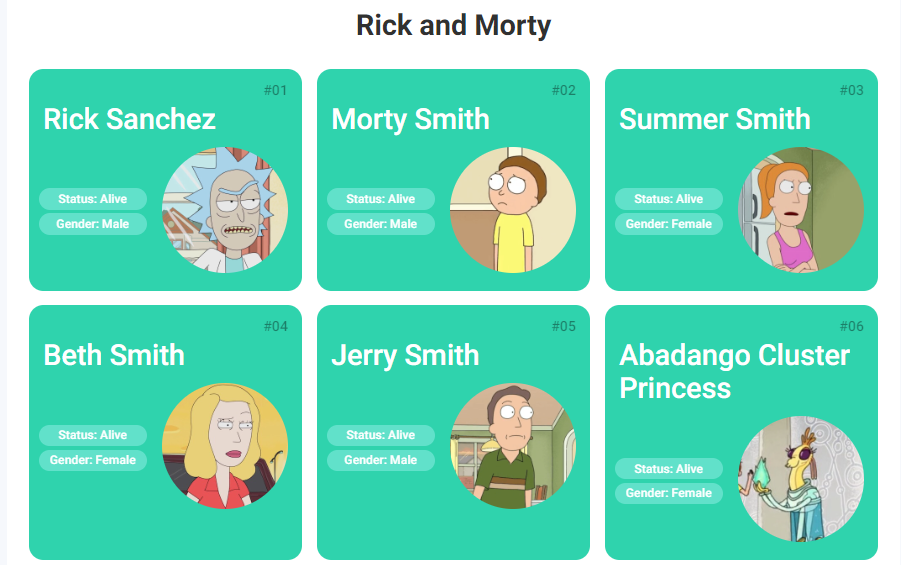 Rick and Morty
#01
Rick Sanchez
Status: Alive
Gender: Male
#02
Morty Smith
Status: Alive
Gender: Male
#03
Summer Smith
Status: Alive
Gender: Female
#04
Beth Smith
Status: Alive
Gender: Female
#05
Jerry Smith
Status: Alive
Gender: Male
#06
Abadango Cluster
Princess
Status: Alive
Gender: Female